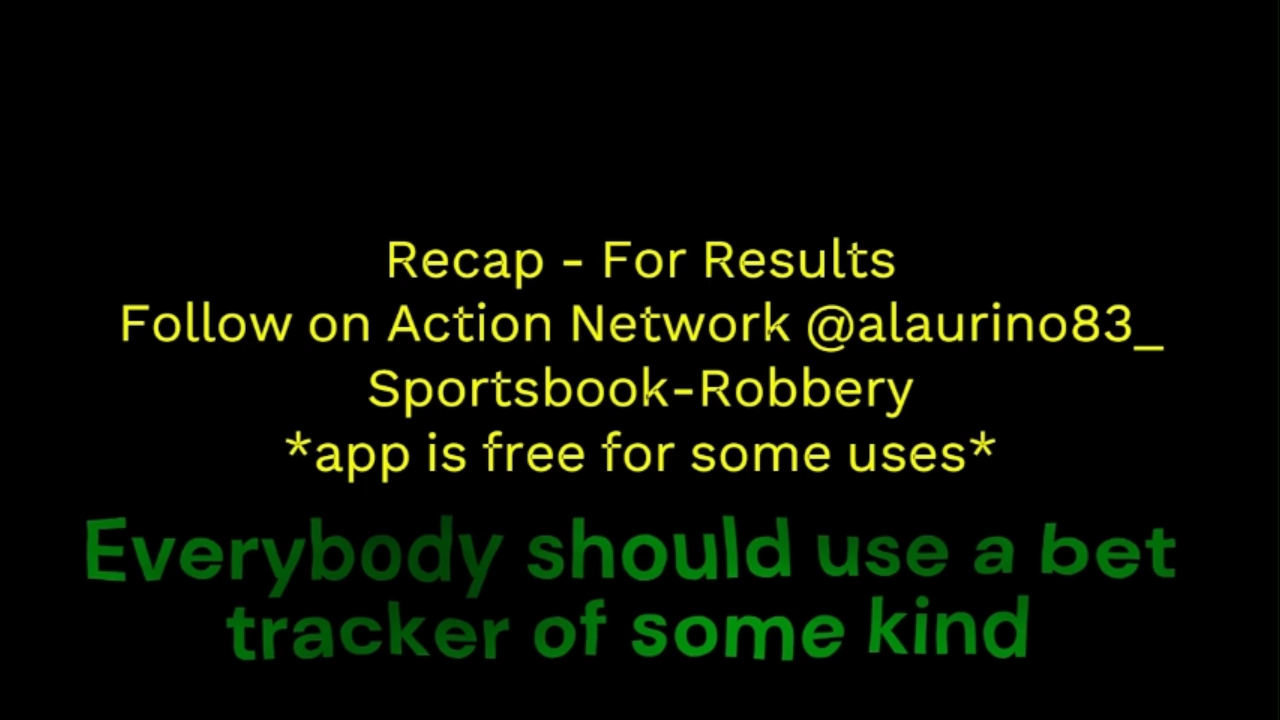 Recap - For Results
Follow on Action Network @alaurino83_
Sportsbook-Robbery
*app is free for some uses*
Everybody should use a bet
tracker of some kind